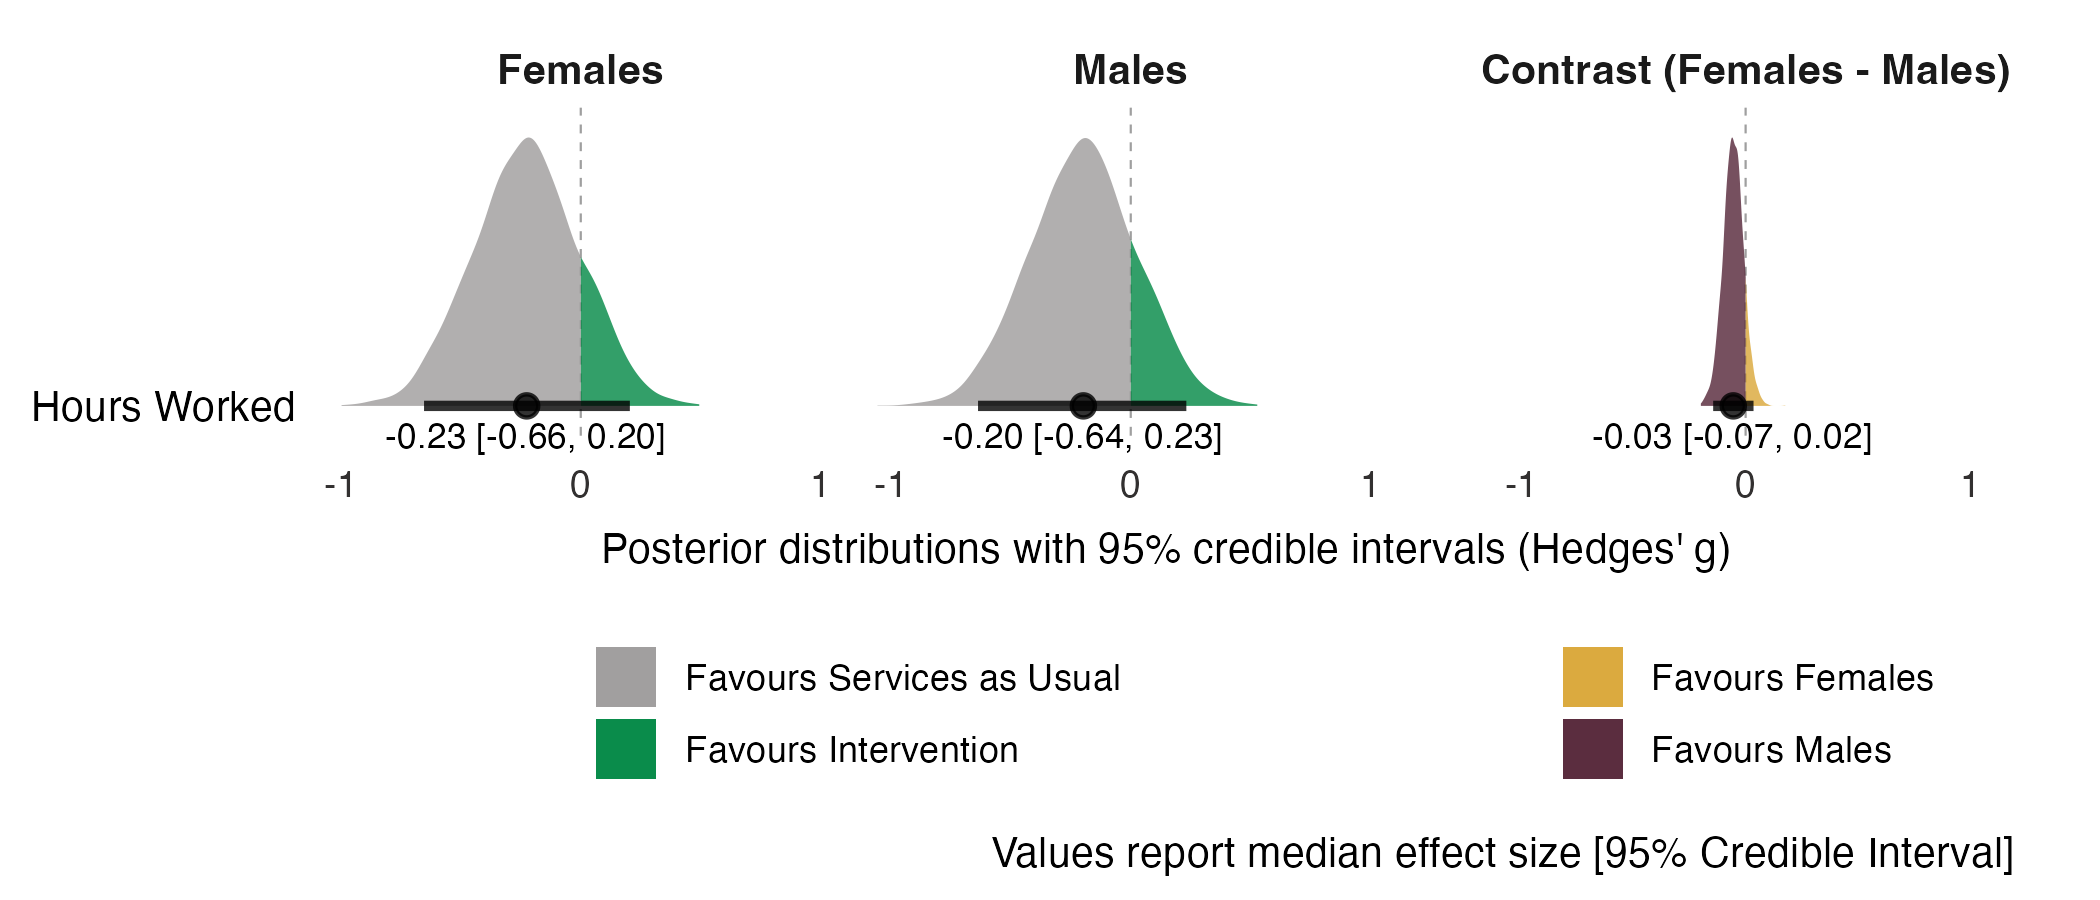 Females Males Contrast (Females - Males)
Hours Worked
-0.23 [-0.66, 0.20] -0.20 [-0.64, 0.23] -0.03 [-0.07, 0.02]
-1 0 1 -1 0 1 -1 0 1
Posterior distributions with 95% credible intervals (Hedges' g)
Favours Services as Usual
Favours Intervention
Favours Females
Favours Males
Values report median effect size [95% Credible Interval]